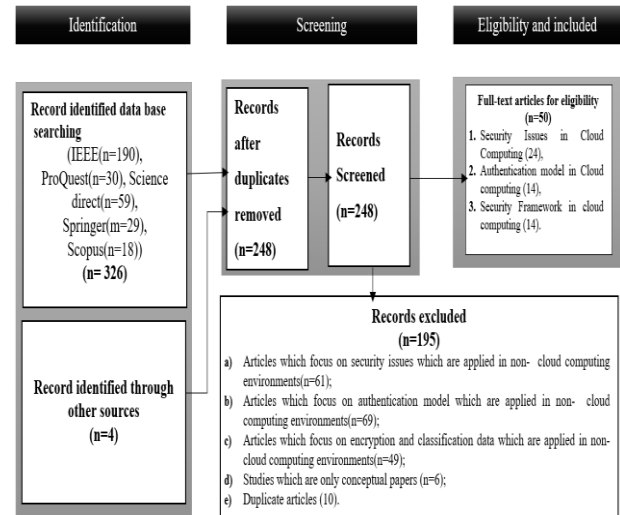 Identification
Screening
Eligibility and included
Record identified data base
searching
(IEEE(n=190),
ProQuest(n=30), Science
direct(n=59),
Springer(m=29),
Scopus(n=18))
(n= 326)
Record identified through
other sources
(n=4)
Records
after
duplicates
removed
(n=248)
Records
Screened
(n=248)
Full-text articles for eligibility
(n=50)
1. Security Issues in Cloud
Computing (24),
2. Authentication model in Cloud
computing (14),
3. Security Framework in cloud
computing (14).
Records excluded
(n=195)
a) Articles which focus on security issues which are applied in non- cloud computing
environments(n=61);
b) Articles which focus on authentication model which are applied in non- cloud
computing environments(n=69);
c) Articles which focus on encryption and classification data which are applied in non-
cloud computing environments(n=49);
d) Studies which are only conceptual papers (n=6);
e) Duplicate articles (10).